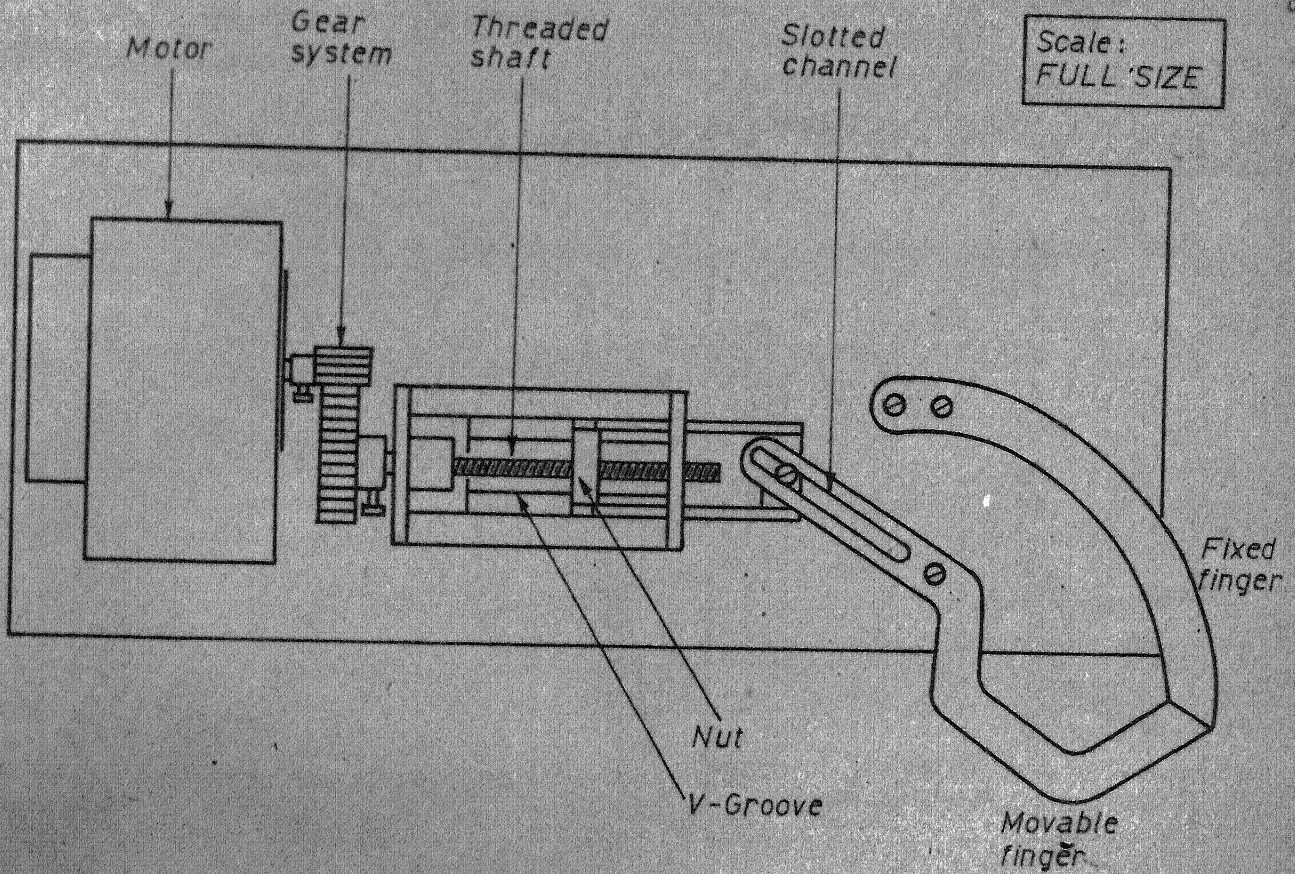 Motor
Gear
system
Threaded
shaft
Slotted
channel
Scale:
FULL SIZE
Fixed
finger
Nut
V-Groove
Movable
finger